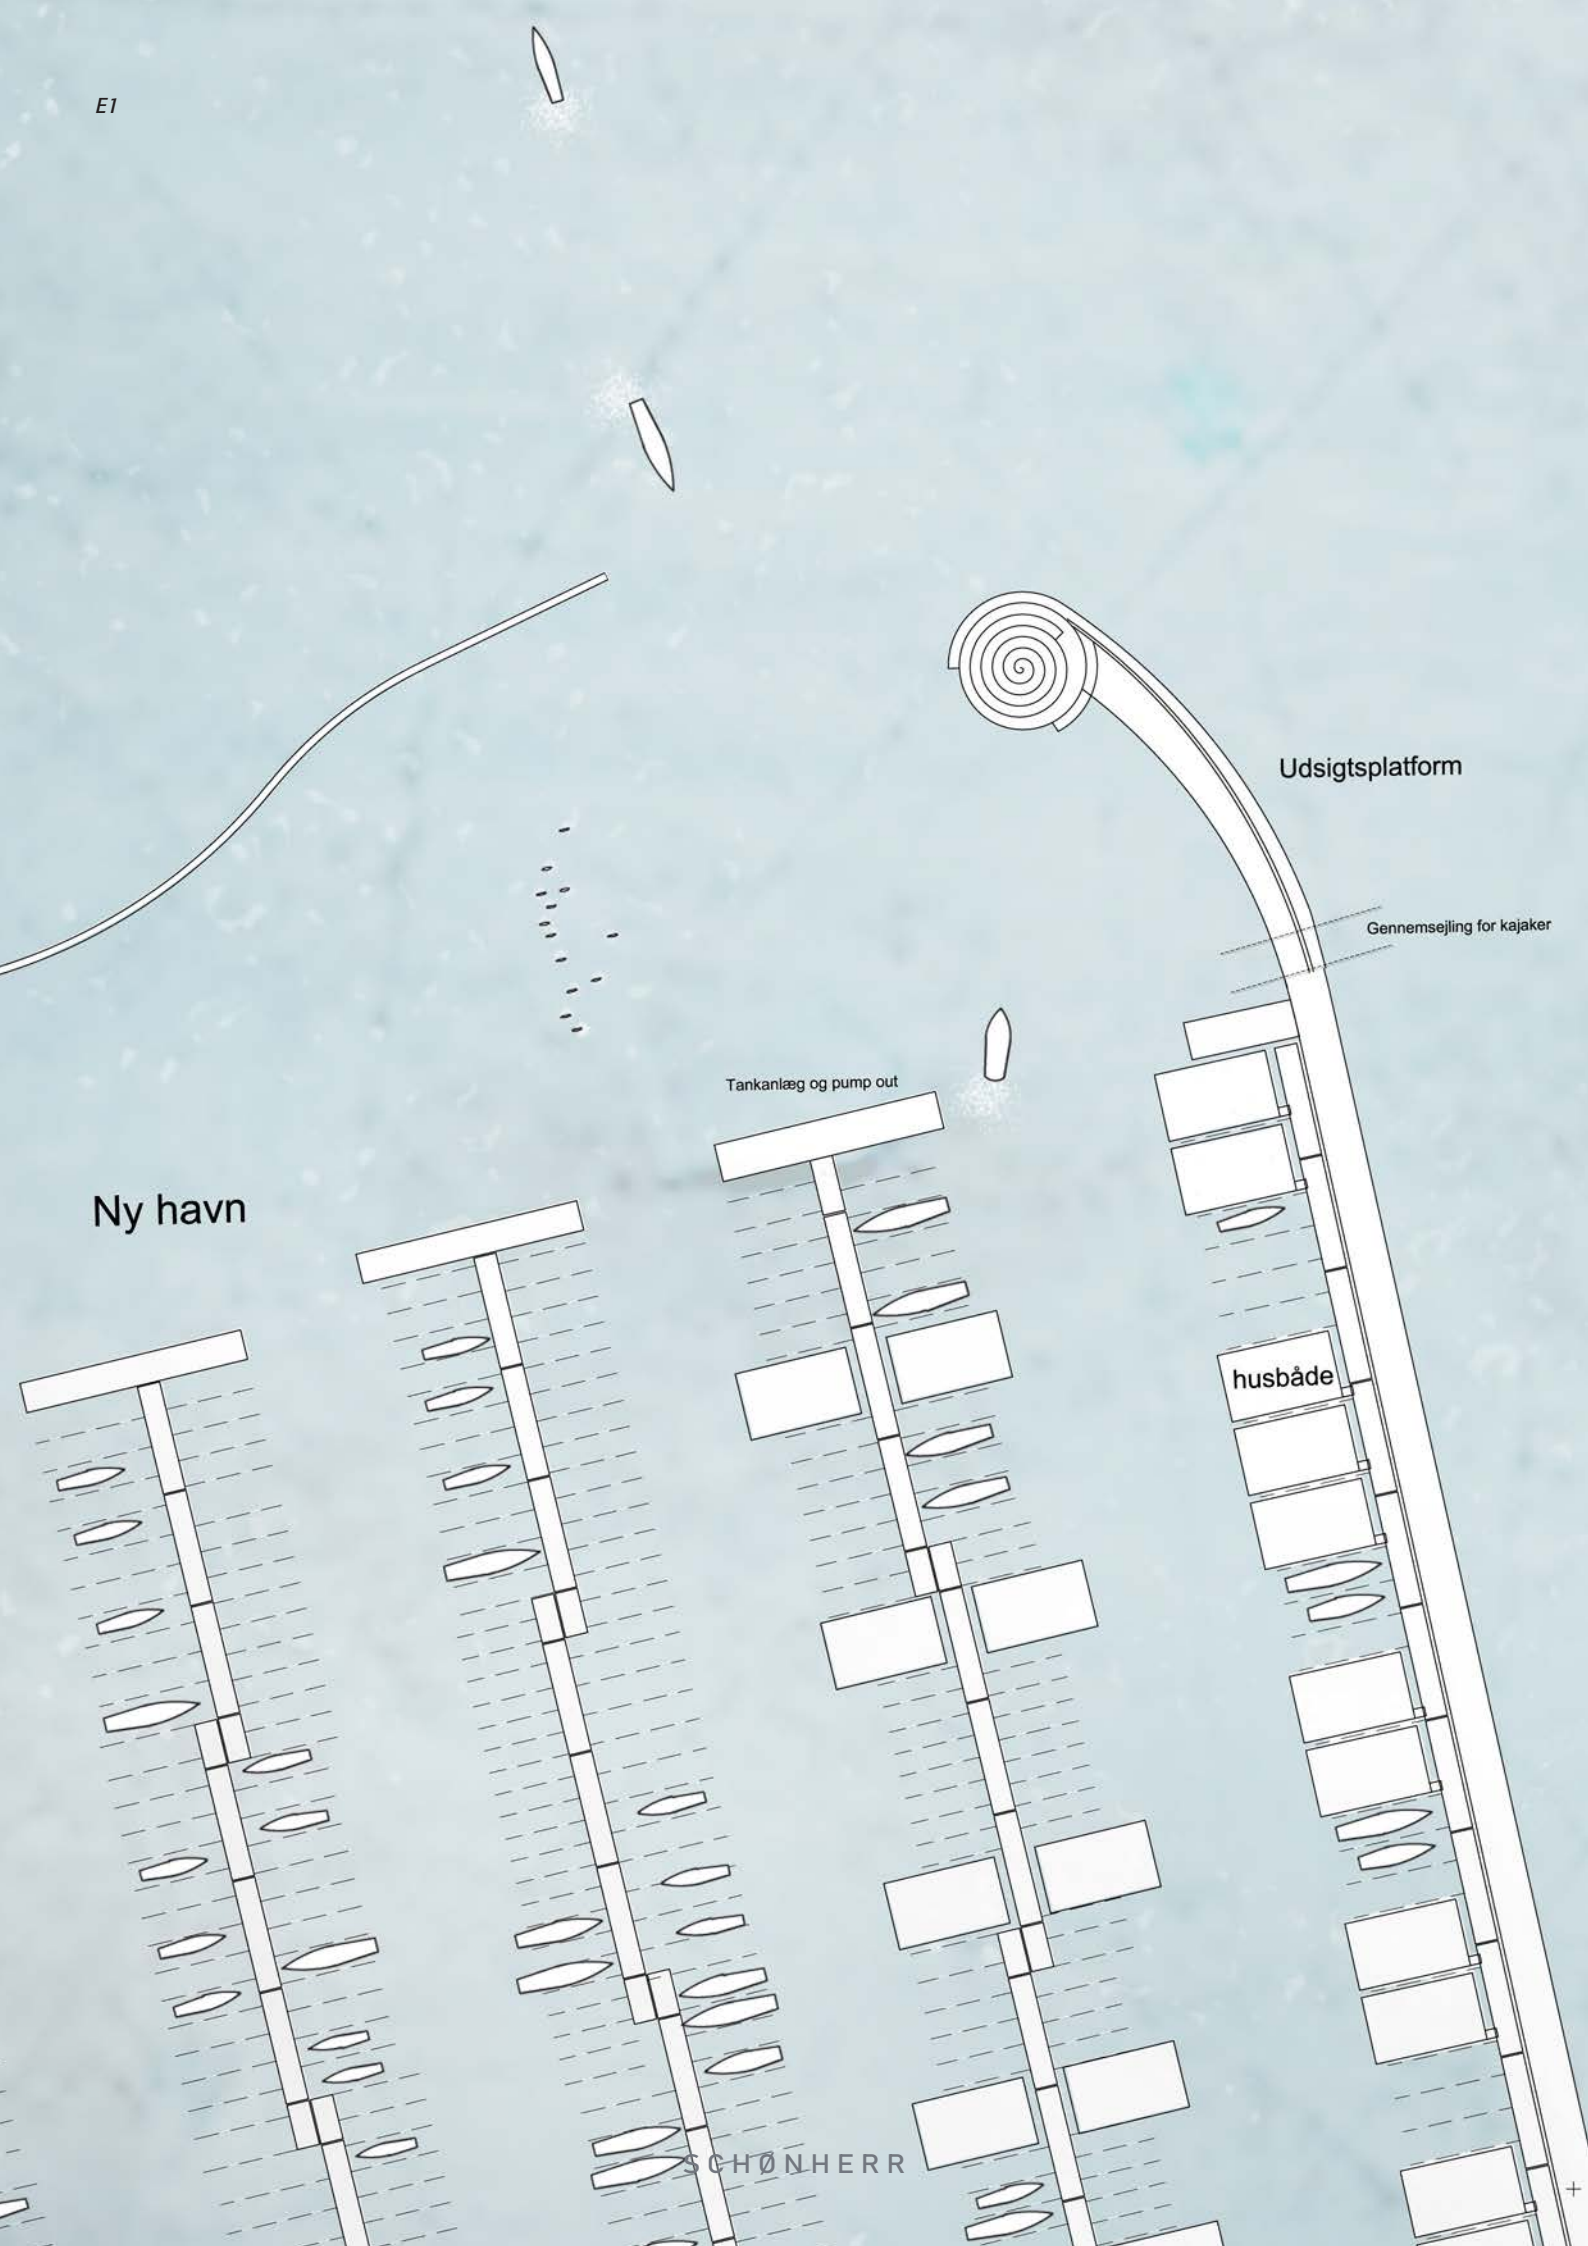 E1
Udsigtsplatform
Gennemsejling for kajaker
Tankanlæg og pump out
Ny havn
husbåde
SCHØNHERR